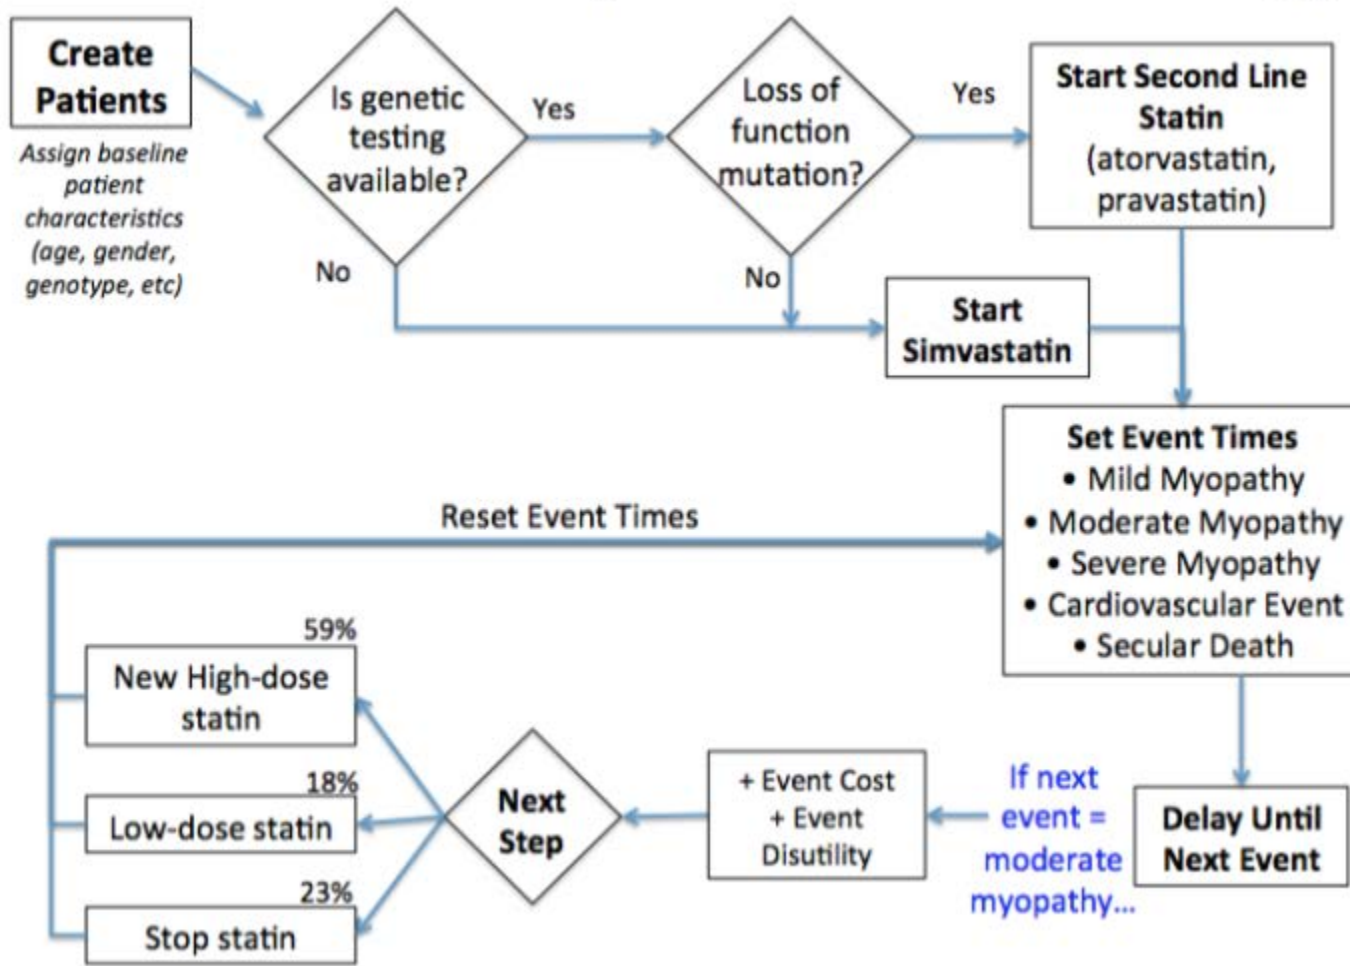 Create
Patients
Assign baseline
patient
characteristics
(age, gender,
genotype, etc)
Is genetic
testing
available?
Yes
No
Loss of
function
mutation?
Yes
No
Start Second Line
Statin
(atorvastatin,
pravastatin)
Start
Simvastatin
Set Event Times
• Mild Myopathy
• Moderate Myopathy
• Severe Myopathy
• Cardiovascular Event
• Secular Death
Reset Event Times
Delay Until
Next Event
If next
event =
moderate
myopathy...
+ Event Cost
+ Event
Disutility
Next
Step
59%
New High-dose
statin
18%
Low-dose statin
23%
Stop statin